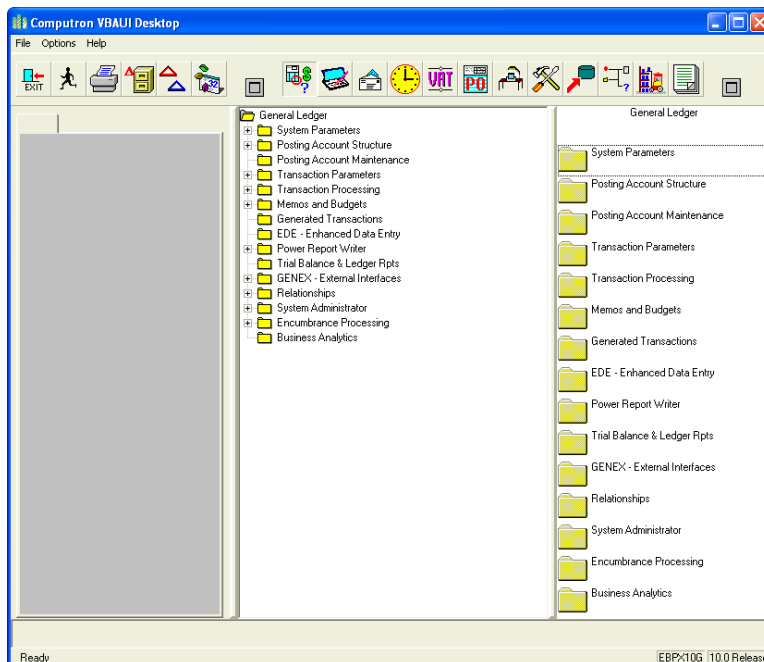 Computron VBAUI Desktop
File Options Help
EXIT 32 $ ? VAT PO ?
General Ledger
System Parameters
Posting Account Structure
Posting Account Maintenance
Transaction Parameters
Transaction Processing
Memos and Budgets
Generated Transactions
EDE - Enhanced Data Entry
Power Report Writer
Trial Balance & Ledger Rpts
GENEX - External Interfaces
Relationships
System Administrator
Encumbrance Processing
Business Analytics
General Ledger
System Parameters
Posting Account Structure
Posting Account Maintenance
Transaction Parameters
Transaction Processing
Memos and Budgets
Generated Transactions
EDE - Enhanced Data Entry
Power Report Writer
Trial Balance & Ledger Rpts
GENEX - External Interfaces
Relationships
System Administrator
Encumbrance Processing
Business Analytics
Ready EBPX10G 10.0 Release